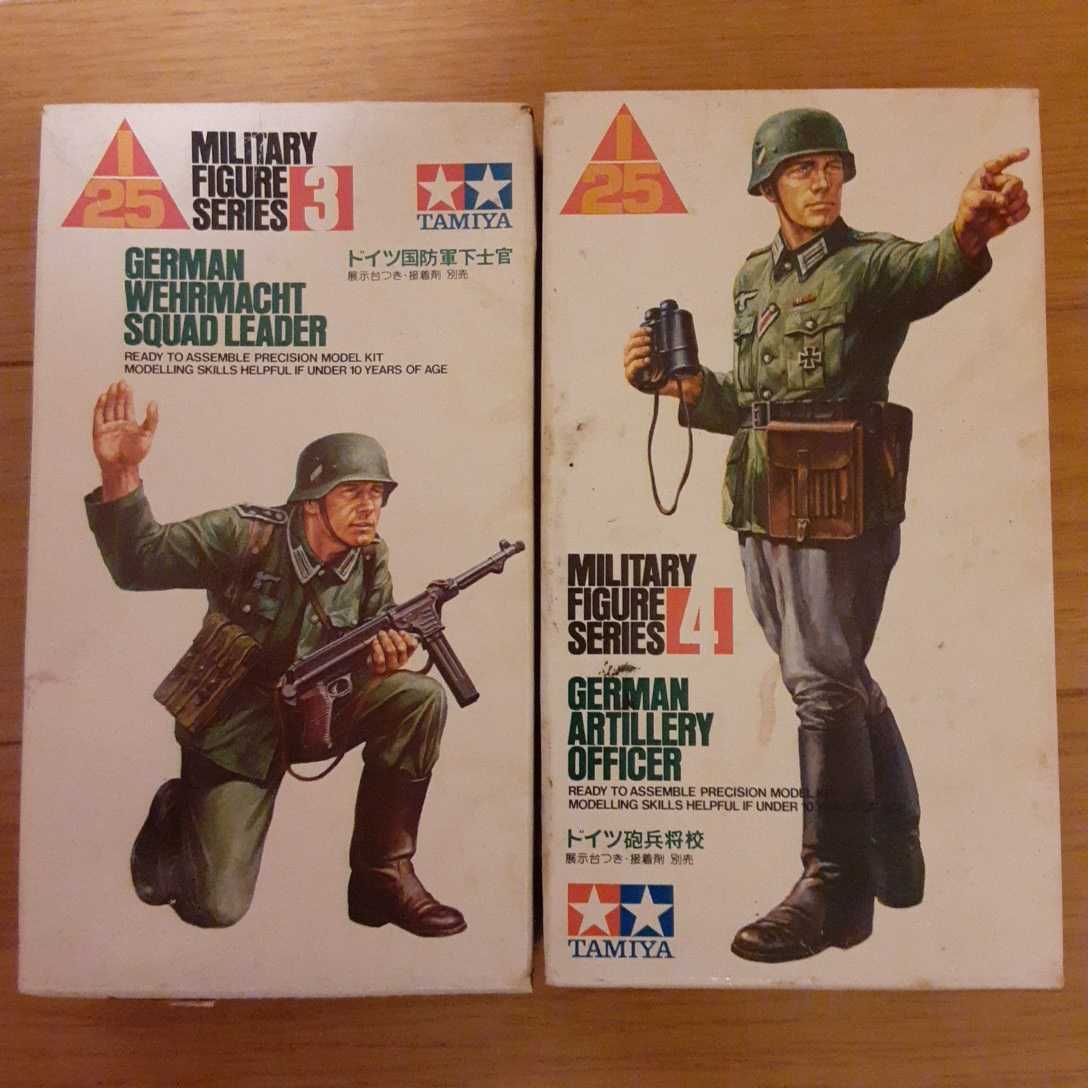 1/25
MILITARY
FIGURE
SERIES 3
TAMIYA
GERMAN
WEHRMACHT
SQUAD LEADER
ドイツ国防軍下士官
展示台つき・接着剤 別売
READY TO ASSEMBLE PRECISION MODEL KIT
MODELLING SKILLS HELPFUL IF UNDER 10 YEARS OF AGE
1/25
MILITARY
FIGURE
SERIES 4
GERMAN
ARTILLERY
OFFICER
READY TO ASSEMBLE PRECISION MODEL
MODELLING SKILLS HELPFUL IF UNDER 10
ドイツ砲兵将校
展示台つき・接着剤 別売
TAMIYA